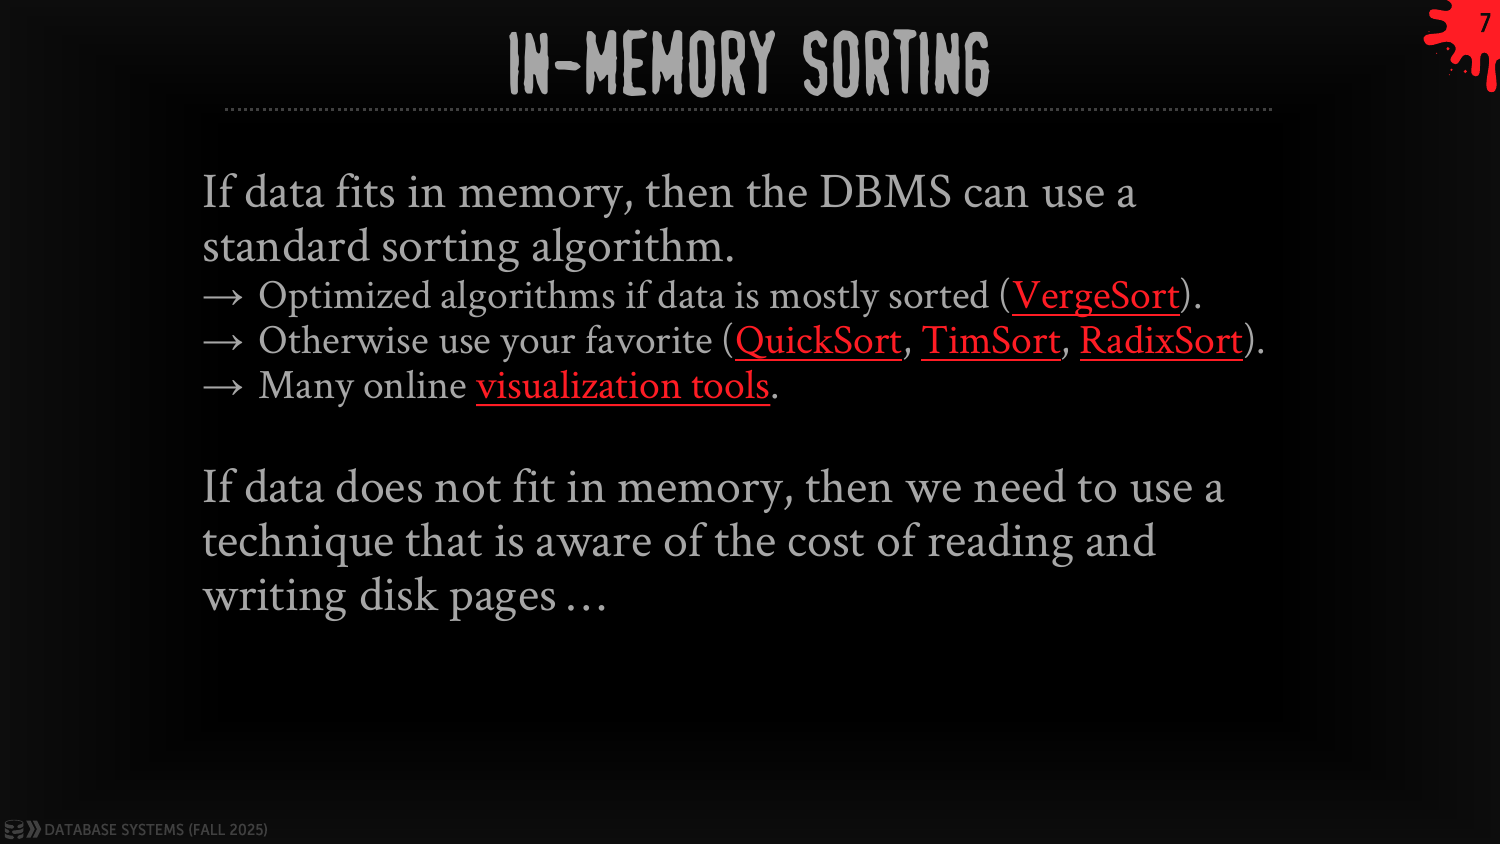 7
IN-MEMORY SORTING
If data fits in memory, then the DBMS can use a
standard sorting algorithm.
→ Optimized algorithms if data is mostly sorted (VergeSort).
→ Otherwise use your favorite (QuickSort, TimSort, RadixSort).
→ Many online visualization tools.
If data does not fit in memory, then we need to use a
technique that is aware of the cost of reading and
writing disk pages…
DATABASE SYSTEMS (FALL 2025)